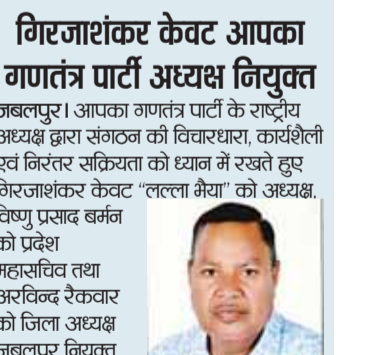 गिरजाशंकर केवट आपका
गणतंत्र पार्टी अध्यक्ष नियुक्त
जबलपुर। आपका गणतंत्र पार्टी के राष्ट्रीय
अध्यक्ष द्वारा संगठन की विचारधारा, कार्यशैली
एवं निरंतर सक्रियता को ध्यान में रखते हुए
गिरजाशंकर केवट “लल्ला भैया” को अध्यक्ष,
विष्णु प्रसाद बर्मन
को प्रदेश
महासचिव तथा
अरविन्द रैकवार
को जिला अध्यक्ष
जबलपुर नियुक्त